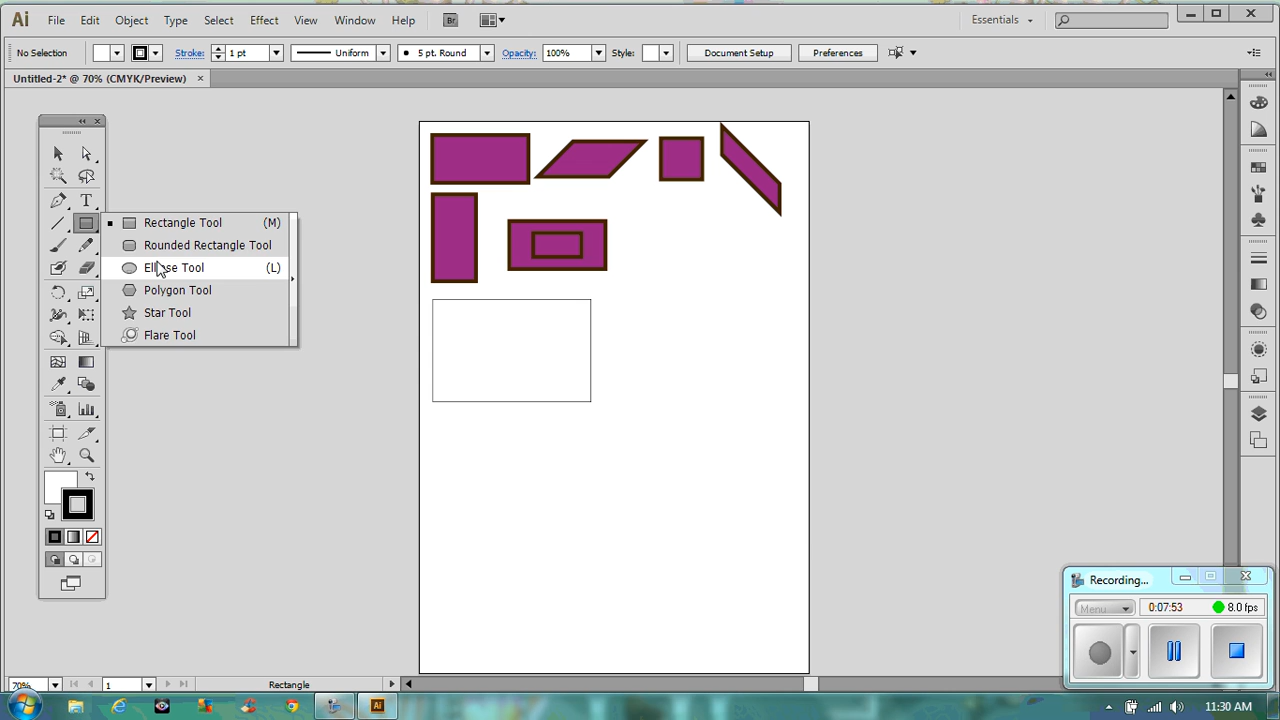 Ai File Edit Object Type Select Effect View Window Help Br Essentials
No Selection Stroke: 1 pt Uniform 5 pt. Round Opacity: 100% Style: Document Setup Preferences
Untitled-2* @ 70% (CMYK/Preview)
T
Rectangle Tool (M)
Rounded Rectangle Tool
Tool (L)
Polygon Tool
Star Tool
Flare Tool
Recording...
Menu 0:07:53 8.0 fps
70% 1 Rectangle
Ai 11:30 AM